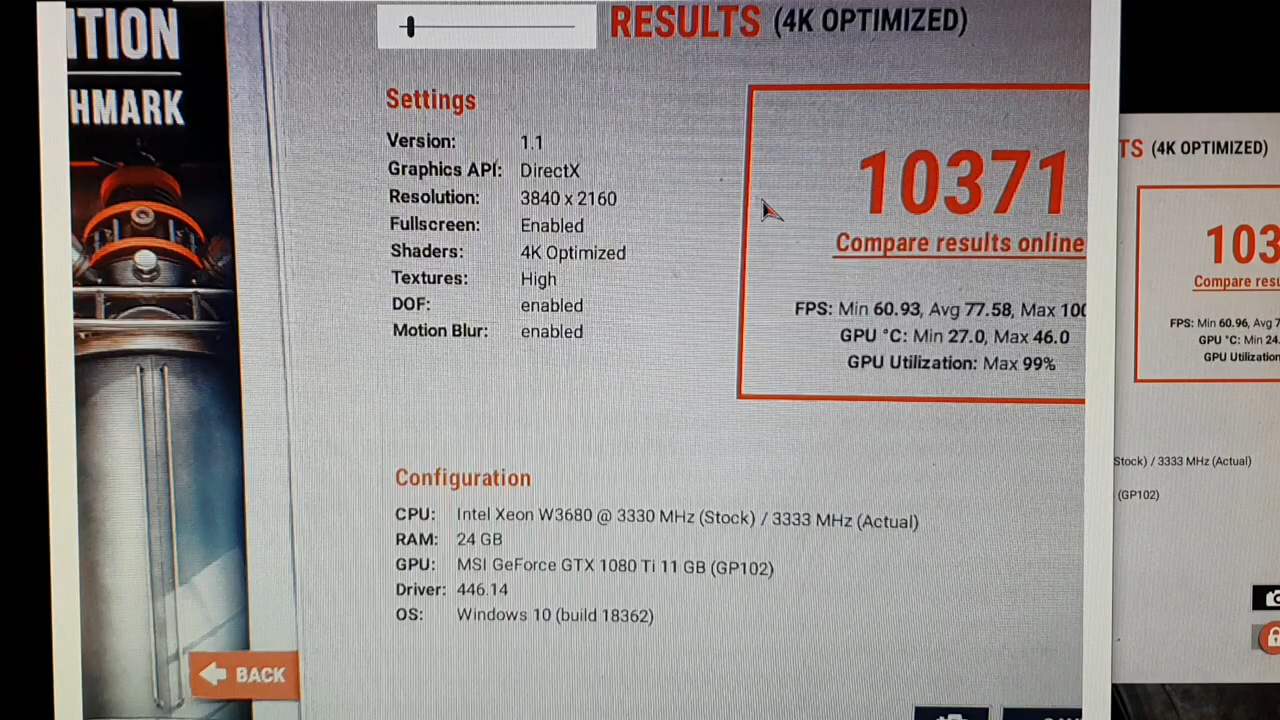 ITION
HMARK
RESULTS (4K OPTIMIZED)
Settings
Version: 1.1
Graphics API: DirectX
Resolution: 3840 x 2160
Fullscreen: Enabled
Shaders: 4K Optimized
Textures: High
DOF: enabled
Motion Blur: enabled
10371
Compare results online
FPS: Min 60.93, Avg 77.58, Max 100
GPU °C: Min 27.0, Max 46.0
GPU Utilization: Max 99%
Configuration
CPU: Intel Xeon W3680 @ 3330 MHz (Stock) / 3333 MHz (Actual)
RAM: 24 GB
GPU: MSI GeForce GTX 1080 Ti 11 GB (GP102)
Driver: 446.14
OS: Windows 10 (build 18362)
BACK
TS (4K OPTIMIZED)
103
Compare resu
FPS: Min 60.96, Avg 7
GPU °C: Min 24.
GPU Utilization
Stock) / 3333 MHz (Actual)
(GP102)